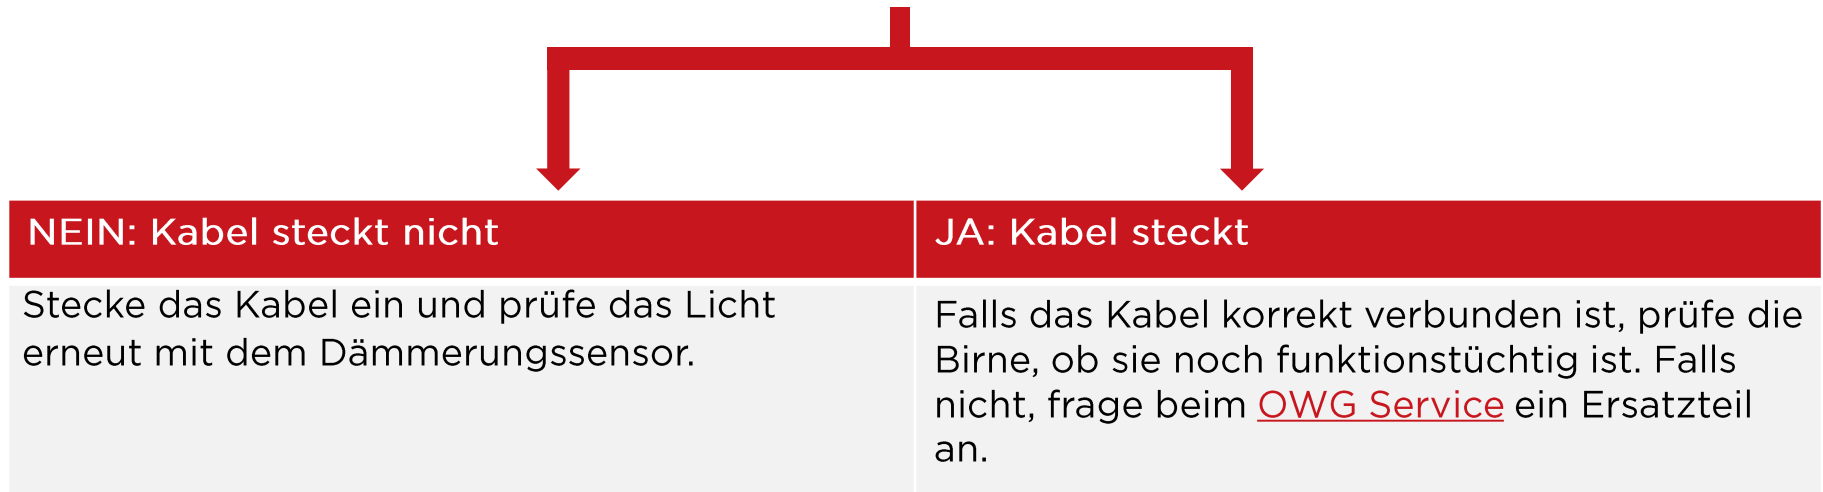 NEIN: Kabel steckt nicht
Stecke das Kabel ein und prüfe das Licht
erneut mit dem Dämmerungssensor.
JA: Kabel steckt
Falls das Kabel korrekt verbunden ist, prüfe die
Birne, ob sie noch funktionstüchtig ist. Falls
nicht, frage beim OWG Service ein Ersatzteil
an.